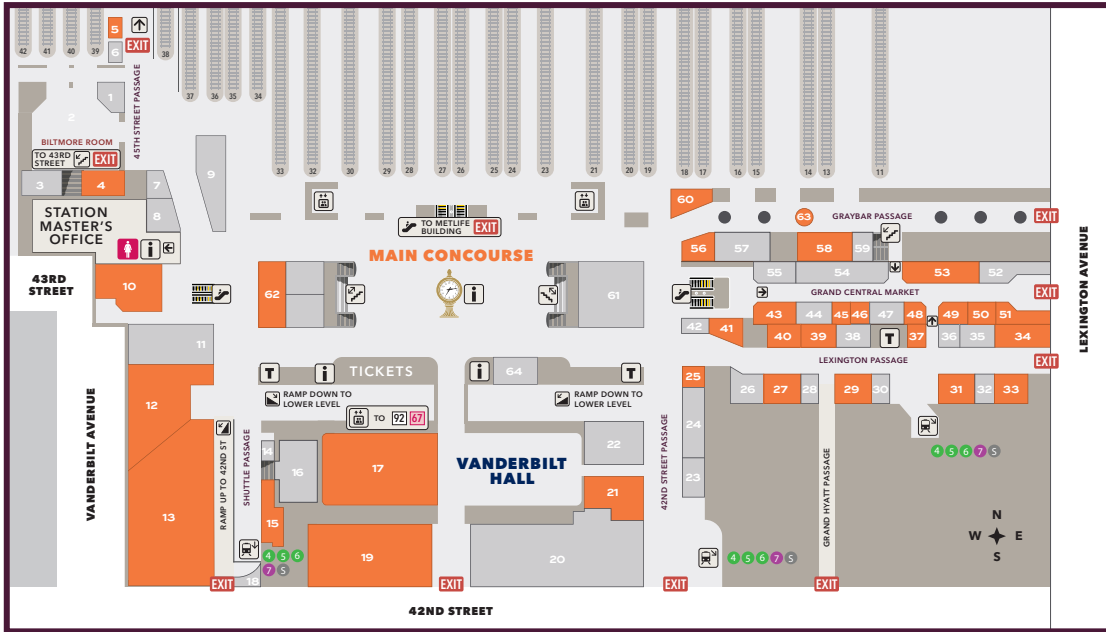 42 41 40 39 38
5
EXIT
6
37 36 35 34
33 32 30 29 28 27 26 25 24 23 21 20 19 18 17 16 15 14 13 11
1
2
45TH STREET PASSAGE
BILTMORE ROOM
TO 43RD
STREET
EXIT
3
4
7
8
9
STATION
MASTER'S
OFFICE
i
43RD
STREET
10
TO METLIFE
BUILDING
EXIT
MAIN CONCOURSE
62
i
61
60
63
GRAYBAR PASSAGE
EXIT
56 57 58 59
55 54 53 52
GRAND CENTRAL MARKET
EXIT
43 44 45 46 47 48 49 50 51
42 41 40 39 38 T 37 36 35 34
LEXINGTON PASSAGE
EXIT
LEXINGTON AVENUE
11
12
13
VANDERBILT AVENUE
T
i
TICKETS
i
64
T
RAMP DOWN TO
LOWER LEVEL
RAMP DOWN TO
LOWER LEVEL
TO 92 67
25 26 27 28 29 30 31 32 33
24
23
RAMP UP TO 42ND ST
SHUTTLE PASSAGE
14
16
17
15
VANDERBILT
HALL
22
21
42ND STREET PASSAGE
GRAND HYATT PASSAGE
4 5 6 7 S
N
W E
S
4 5 6
7 S
18
19
20
4 5 6 7 S
EXIT
EXIT
EXIT
EXIT
42ND STREET